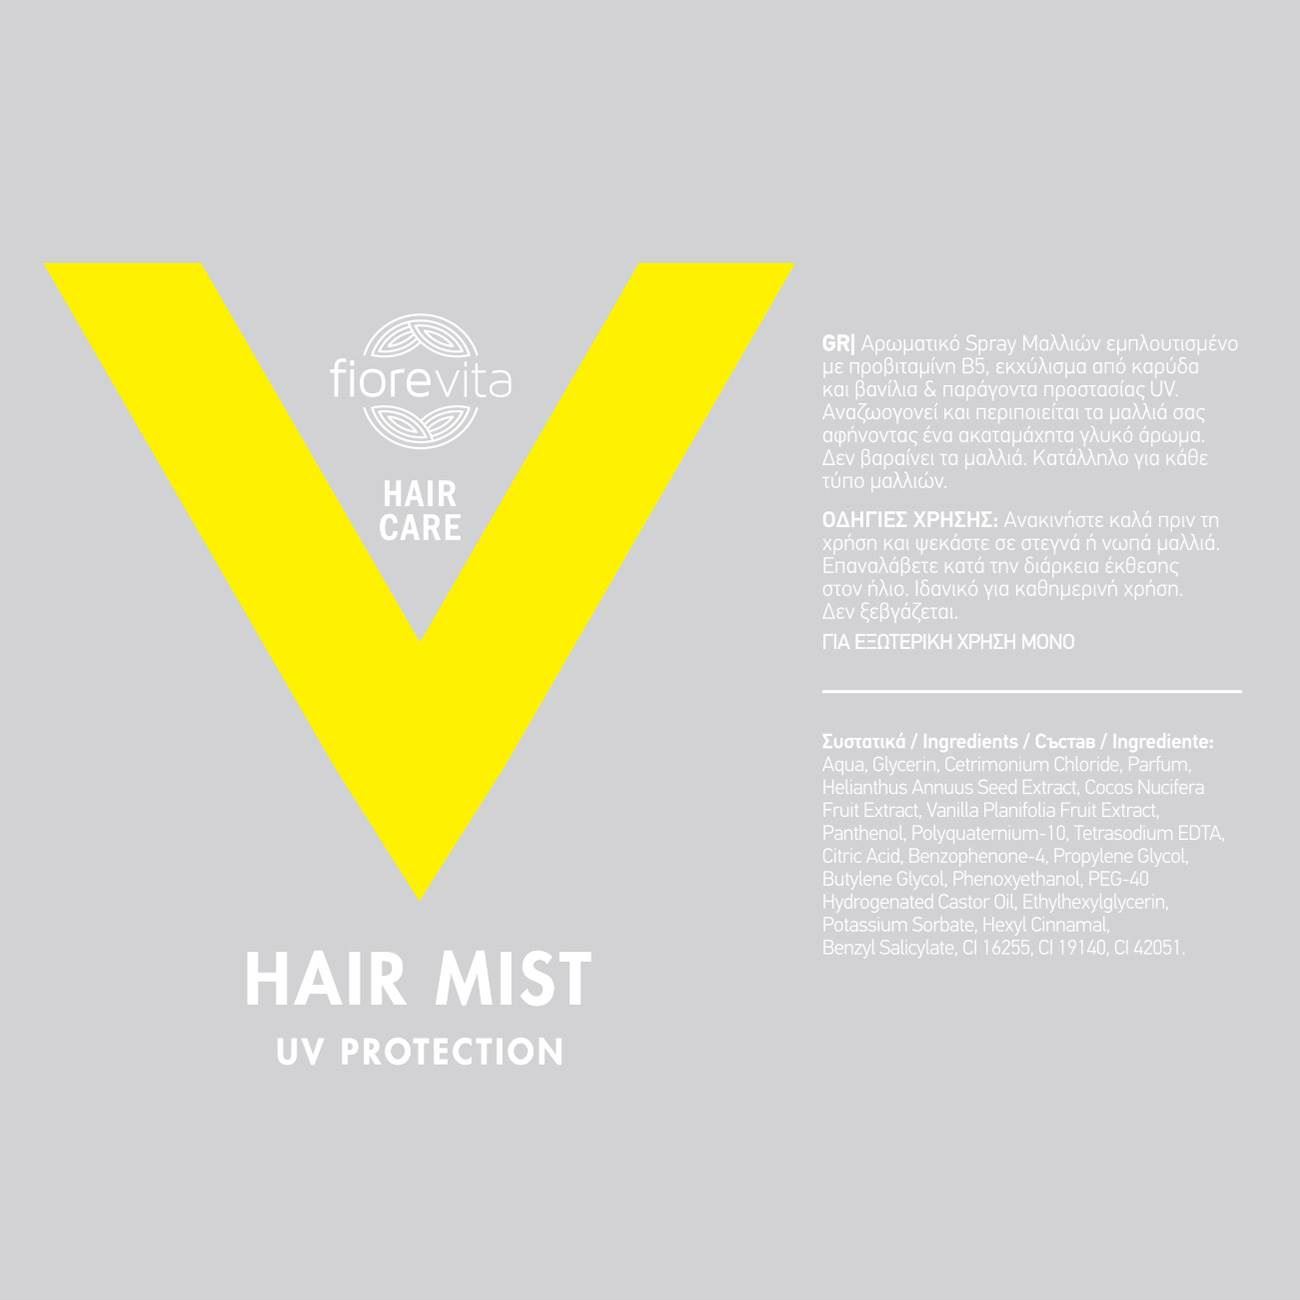 fiorevita
HAIR
CARE
HAIR MIST
UV PROTECTION
GR| Αρωματικό Spray Μαλλιών εμπλουτισμένο
με προβιταμίνη Β5, εκχύλισμα από καρύδα
και βανίλια & παράγοντα προστασίας UV.
Αναζωογονεί και περιποιείται τα μαλλιά σας
αφήνοντας ένα ακαταμάχητα γλυκό άρωμα.
Δεν βαραίνει τα μαλλιά. Κατάλληλο για κάθε
τύπο μαλλιών.
ΟΔΗΓΙΕΣ ΧΡΗΣΗΣ: Ανακινήστε καλά πριν τη
χρήση και ψεκάστε σε στεγνά ή νωπά μαλλιά.
Επαναλάβετε κατά την διάρκεια έκθεσης
στον ήλιο. Ιδανικό για καθημερινή χρήση.
Δεν ξεβγάζεται.
ΓΙΑ ΕΞΩΤΕΡΙΚΗ ΧΡΗΣΗ ΜΟΝΟ
Συστατικά / Ingredients / Състав / Ingrediente:
Aqua, Glycerin, Cetrimonium Chloride, Parfum,
Helianthus Annuus Seed Extract, Cocos Nucifera
Fruit Extract, Vanilla Planifolia Fruit Extract,
Panthenol, Polyquaternium-10, Tetrasodium EDTA,
Citric Acid, Benzophenone-4, Propylene Glycol,
Butylene Glycol, Phenoxyethanol, PEG-40
Hydrogenated Castor Oil, Ethylhexylglycerin,
Potassium Sorbate, Hexyl Cinnamal,
Benzyl Salicylate, CI 16255, CI 19140, CI 42051.